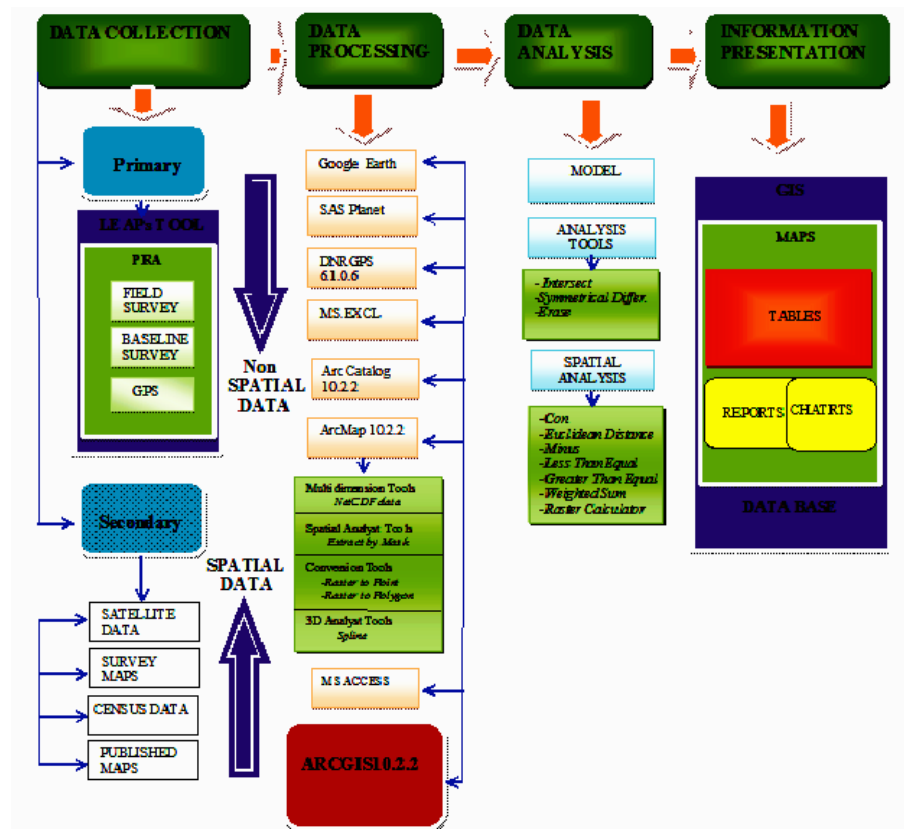 DATA COLLECTION
DATA
PROCESSING
DATA
ANALYSIS
INFORMATION
PRESENTATION
Primary
LEAPsT OOL
PRA
FIELD
SURVEY
BASELINE
SURVEY
GPS
Secondary
SATELLITE
DATA
SURVEY
MAPS
CENSUS DATA
PUBLISHED
MAPS
Non
SPATIAL
DATA
SPATIAL
DATA
Google Earth
SAS Planet
DNRGPS
6.1.0.6
MS.EXCL.
Arc Catalog
10.2.2
ArcMap 10.2.2
Multi dimension Tools
NetCDF data
Spatial Analyst Tools
Extract by Mask
Conversion Tools
-Raster to Point
-Raster to Polygon
3D Analyst Tools
Spline
MS ACCESS
ARCGIS10.2.2
MODEL
ANALYSIS
TOOLS
- Intersect
-Symmetrical Differ.
-Erase
SPATIAL
ANALYSIS
-Con
-Euclidean Distance
-Minus
-Less Than Equal
-Greater Than Equal
-Weighted Sum
-Raster Calculator
GIS
MAPS
TABLES
REPORTS
CHATRTS
DATA BASE